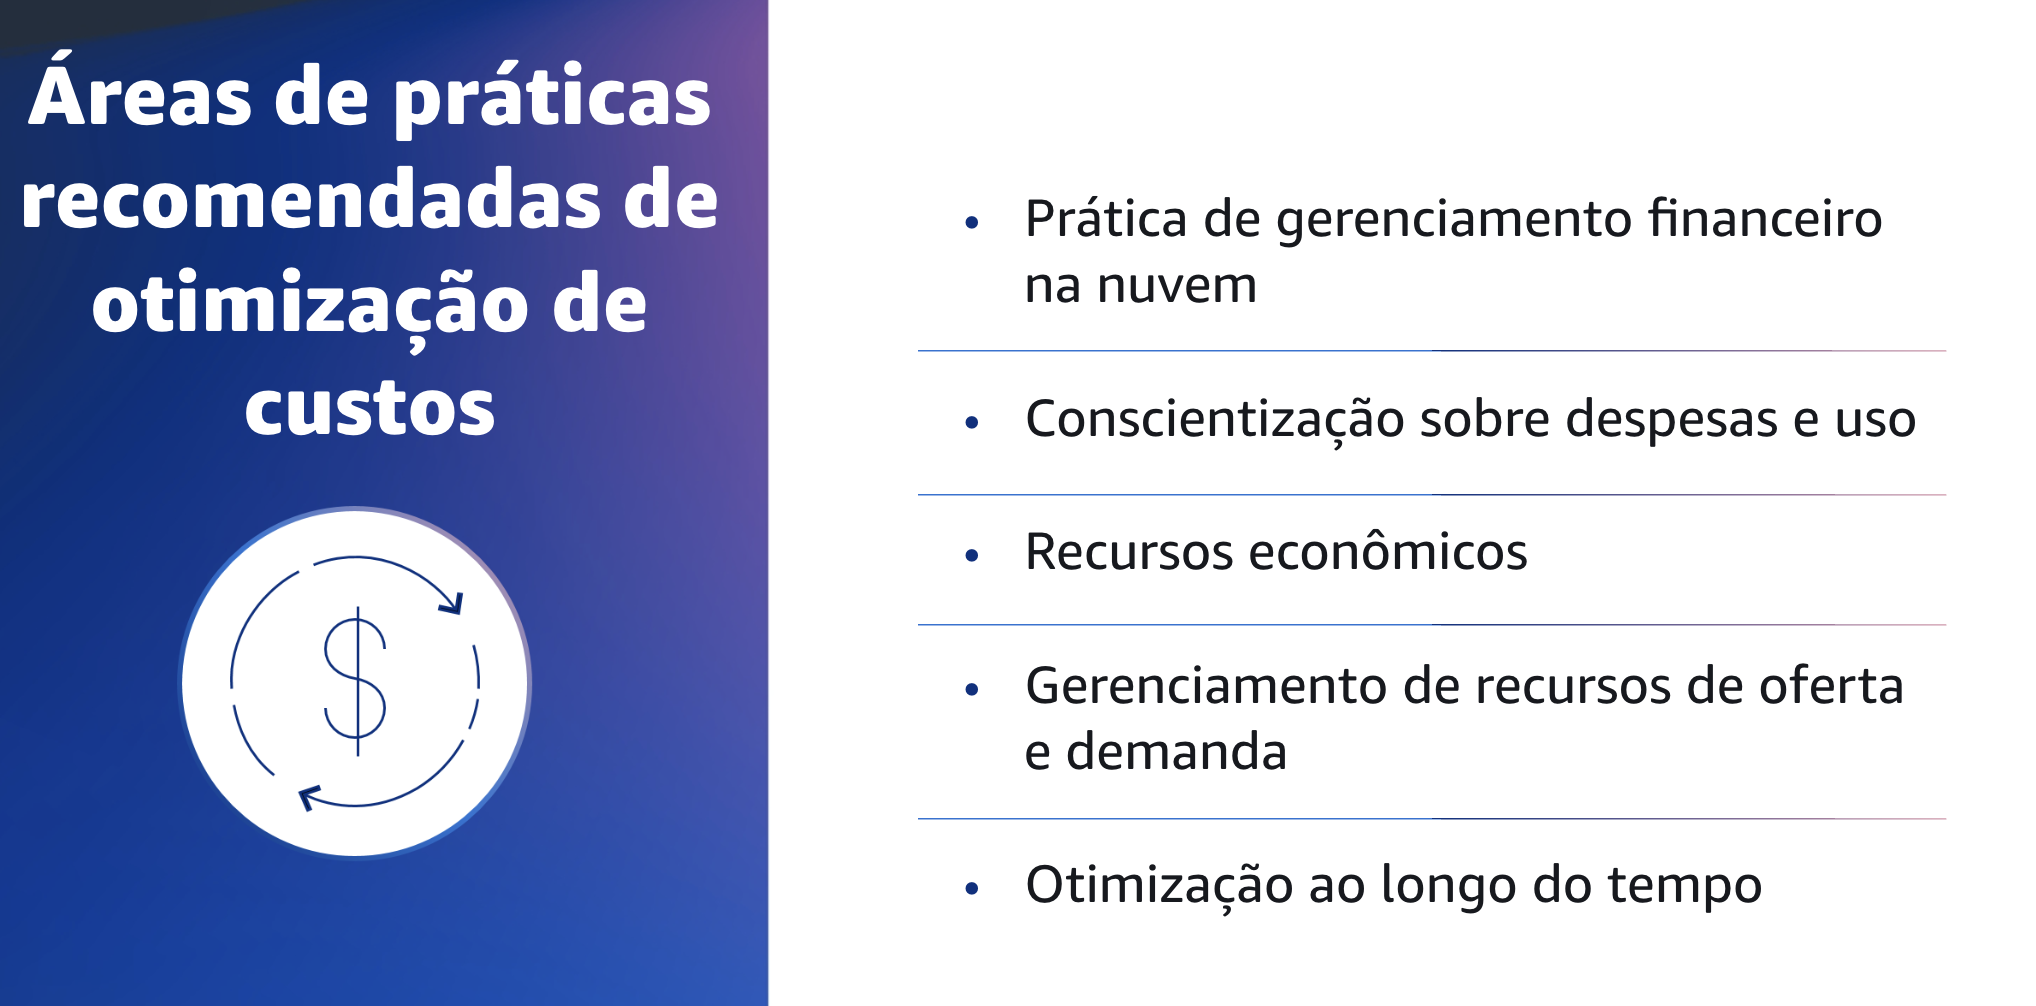 Áreas de práticas
recomendadas de
otimização de
custos
$
• Prática de gerenciamento financeiro
na nuvem
• Conscientização sobre despesas e uso
• Recursos econômicos
• Gerenciamento de recursos de oferta
e demanda
• Otimização ao longo do tempo